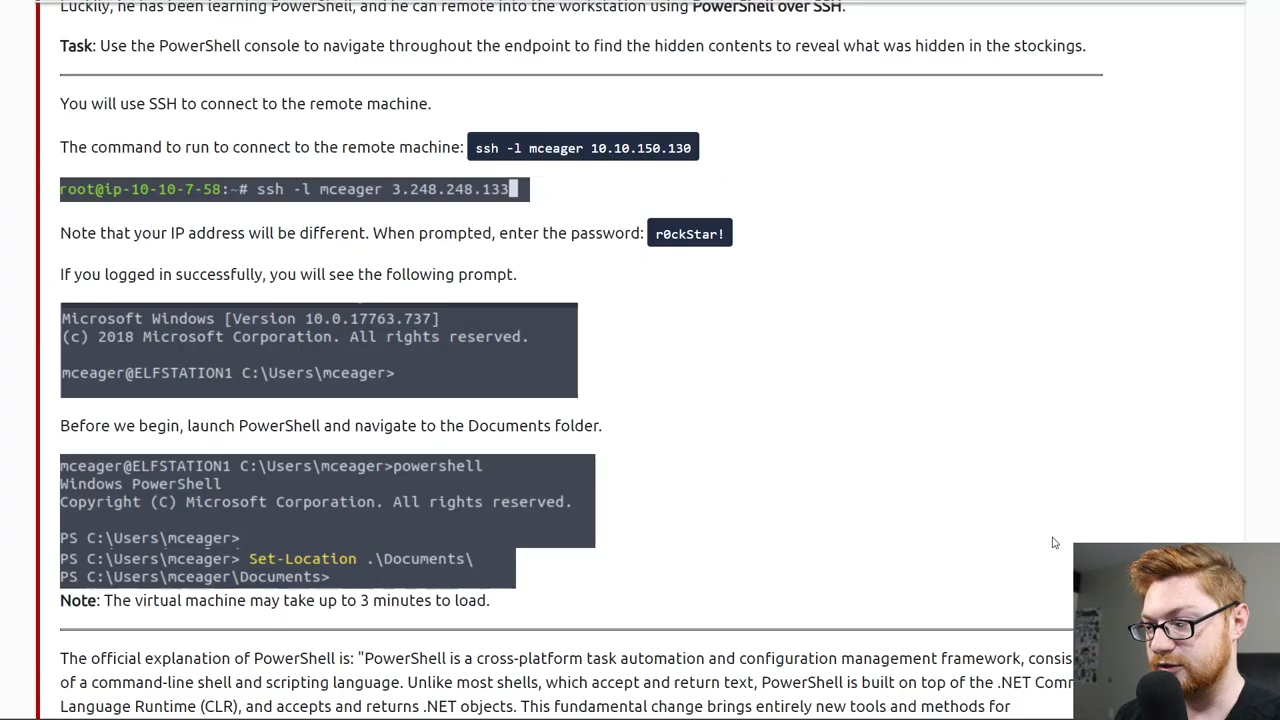 Luckily, he has been learning PowerShell, and he can remote into the workstation using PowerShell over SSH.
Task: Use the PowerShell console to navigate throughout the endpoint to find the hidden contents to reveal what was hidden in the stockings.
You will use SSH to connect to the remote machine.
The command to run to connect to the remote machine: ssh -l mceager 10.10.150.130
root@ip-10-10-7-58:~# ssh -l mceager 3.248.248.133
Note that your IP address will be different. When prompted, enter the password: r0ckStar!
If you logged in successfully, you will see the following prompt.
Microsoft Windows [Version 10.0.17763.737]
(c) 2018 Microsoft Corporation. All rights reserved.
mceager@ELFSTATION1 C:\Users\mceager>
Before we begin, launch PowerShell and navigate to the Documents folder.
mceager@ELFSTATION1 C:\Users\mceager>powershell
Windows PowerShell
Copyright (C) Microsoft Corporation. All rights reserved.
PS C:\Users\mceager>
PS C:\Users\mceager> Set-Location .\Documents\
PS C:\Users\mceager\Documents>
Note: The virtual machine may take up to 3 minutes to load.
The official explanation of PowerShell is: "PowerShell is a cross-platform task automation and configuration management framework, consis
of a command-line shell and scripting language. Unlike most shells, which accept and return text, PowerShell is built on top of the .NET Comm
Language Runtime (CLR), and accepts and returns .NET objects. This fundamental change brings entirely new tools and methods for